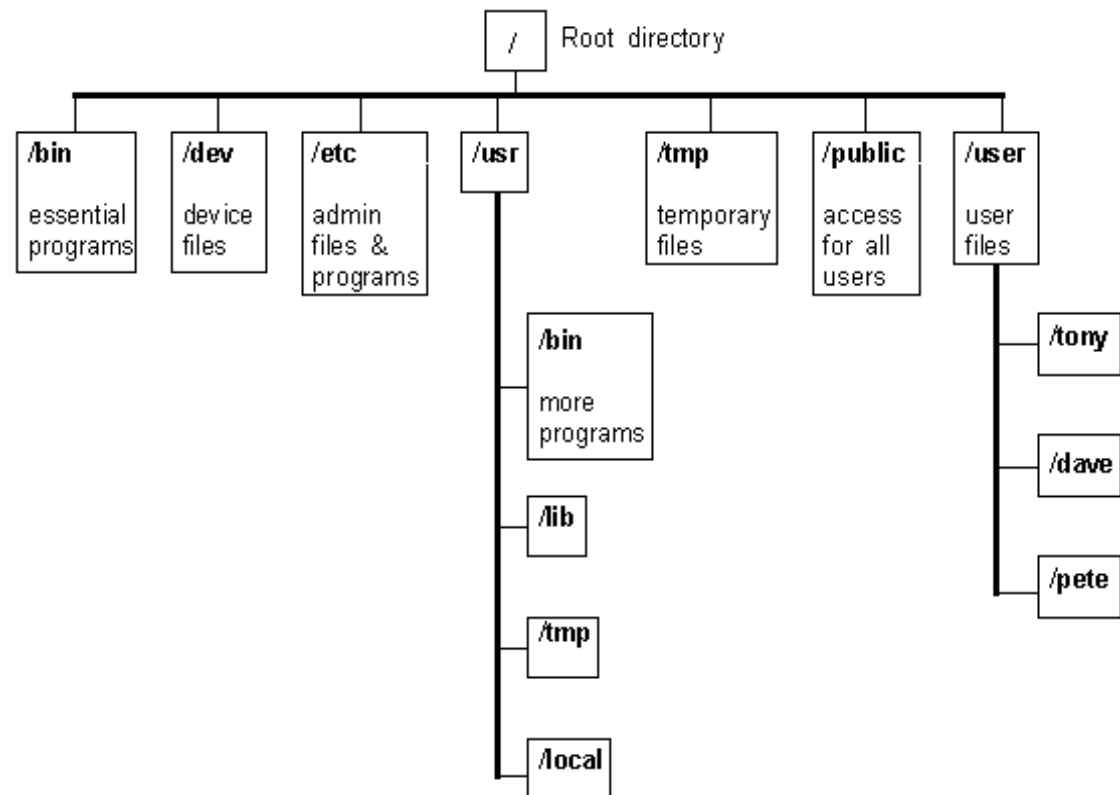 /
Root directory
/bin
essential
programs
/dev
device
files
/etc
admin
files &
programs
/usr
/tmp
temporary
files
/public
access
for all
users
/user
user
files
/bin
more
programs
/lib
/tmp
/local
/tony
/dave
/pete